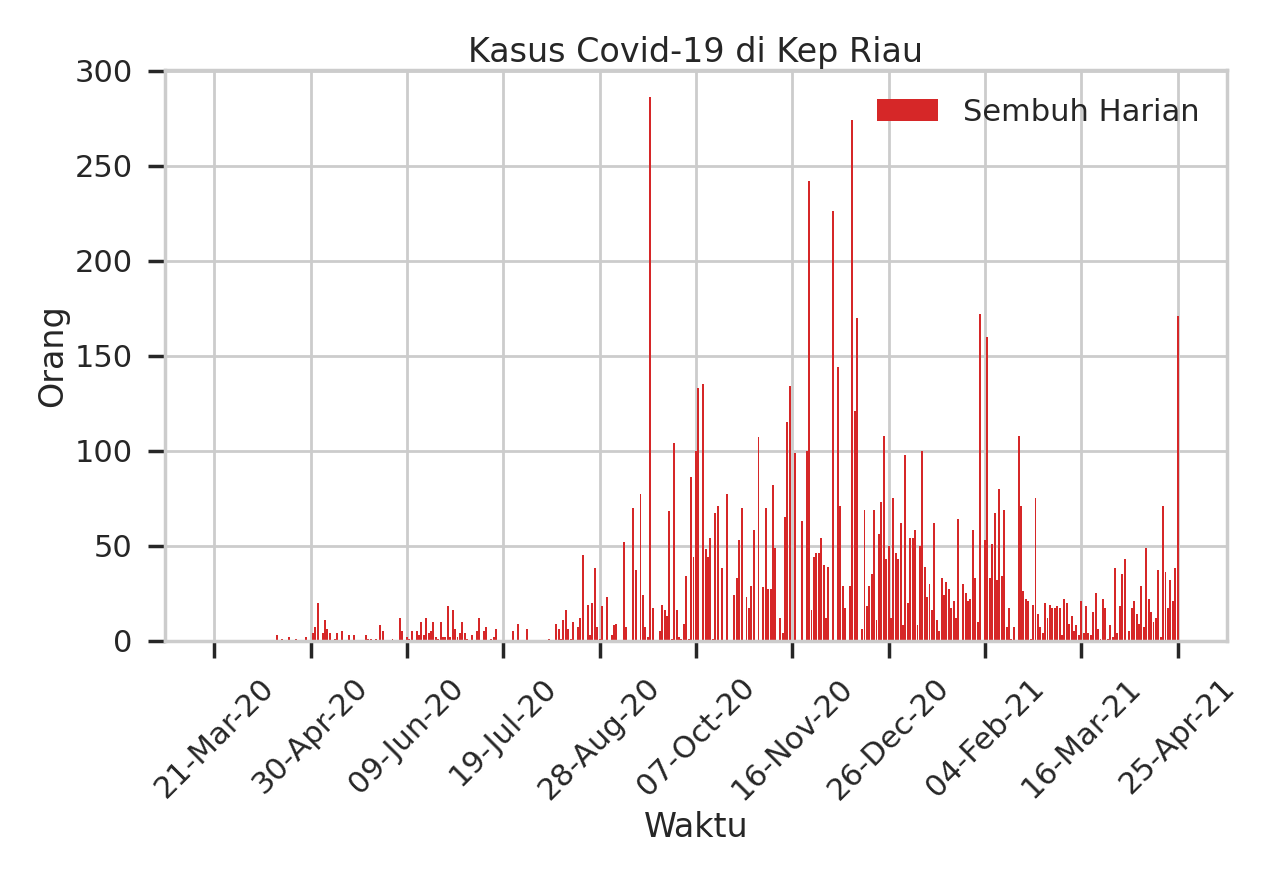 Kasus Covid-19 di Kep Riau
Sembuh Harian
Orang
300
250
200
150
100
50
0
21-Mar-20
30-Apr-20
09-Jun-20
19-Jul-20
28-Aug-20
07-Oct-20
16-Nov-20
26-Dec-20
04-Feb-21
16-Mar-21
25-Apr-21
Waktu